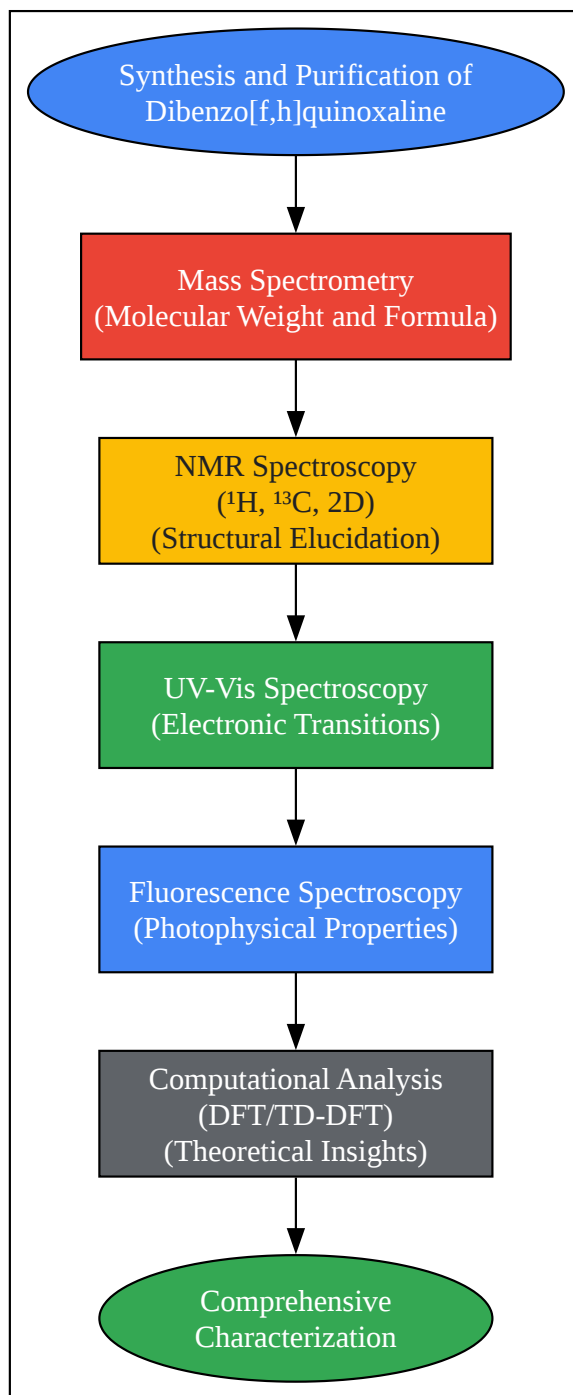 Synthesis and Purification of
Dibenzo[f,h]quinoxaline
Mass Spectrometry
(Molecular Weight and Formula)
NMR Spectroscopy
(¹H, ¹³C, 2D)
(Structural Elucidation)
UV-Vis Spectroscopy
(Electronic Transitions)
Fluorescence Spectroscopy
(Photophysical Properties)
Computational Analysis
(DFT/TD-DFT)
(Theoretical Insights)
Comprehensive
Characterization